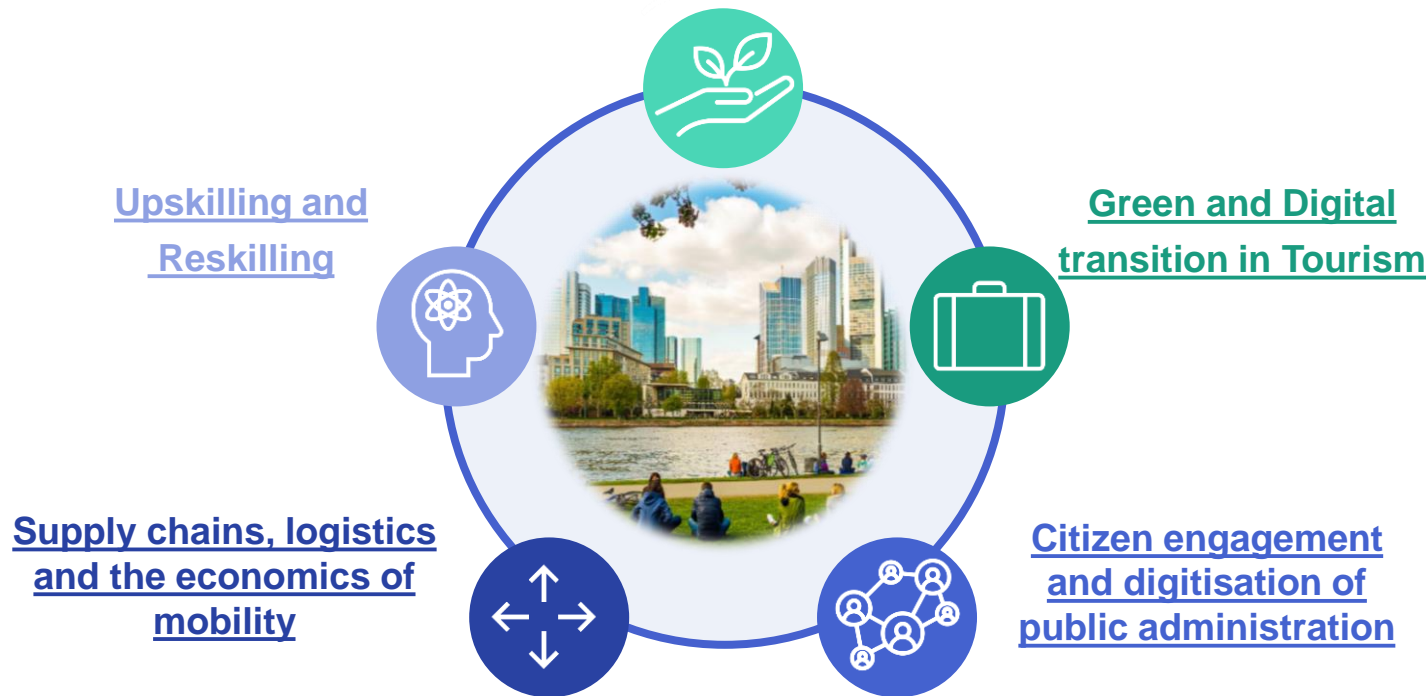 Upskilling and
Reskilling
Green and Digital
transition in Tourism
Supply chains, logistics
and the economics of
mobility
Citizen engagement
and digitisation of
public administration